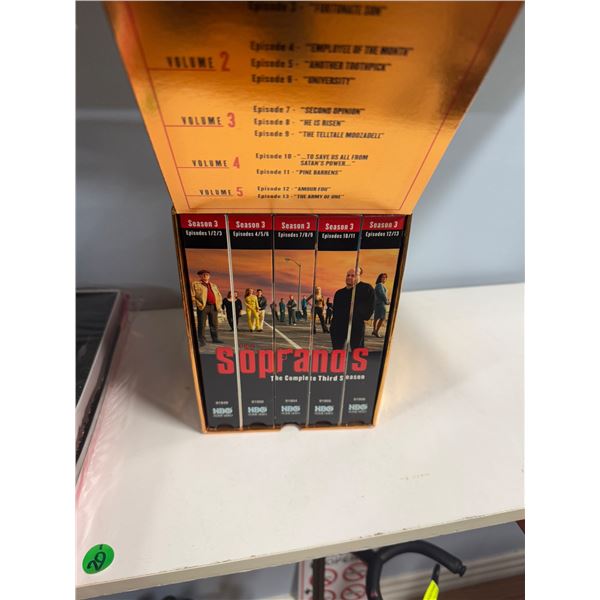 Episode 3 - "FORTUNATE SON"
VOLUME 2
Episode 4 - "EMPLOYEE OF THE MONTH"
Episode 5 - "ANOTHER TOOTHPICK"
Episode 6 - "UNIVERSITY"
VOLUME 3
Episode 7 - "SECOND OPINION"
Episode 8 - "HE IS RISEN"
Episode 9 - "THE TELLTALE MOOZADELL"
VOLUME 4
Episode 10 - "...TO SAVE US ALL FROM SATAN'S POWER..."
Episode 11 - "PINE BARRENS"
VOLUME 5
Episode 12 - "AMOUR FOU"
Episode 13 - "THE ARMY OF ONE"
Season 3 Season 3 Season 3 Season 3 Season 3
Episodes 1/2/3 Episodes 4/5/6 Episodes 7/8/9 Episodes 10/11 Episodes 12/13
The Sopranos
The Complete Third Season
HBO HBO HBO HBO HBO
20